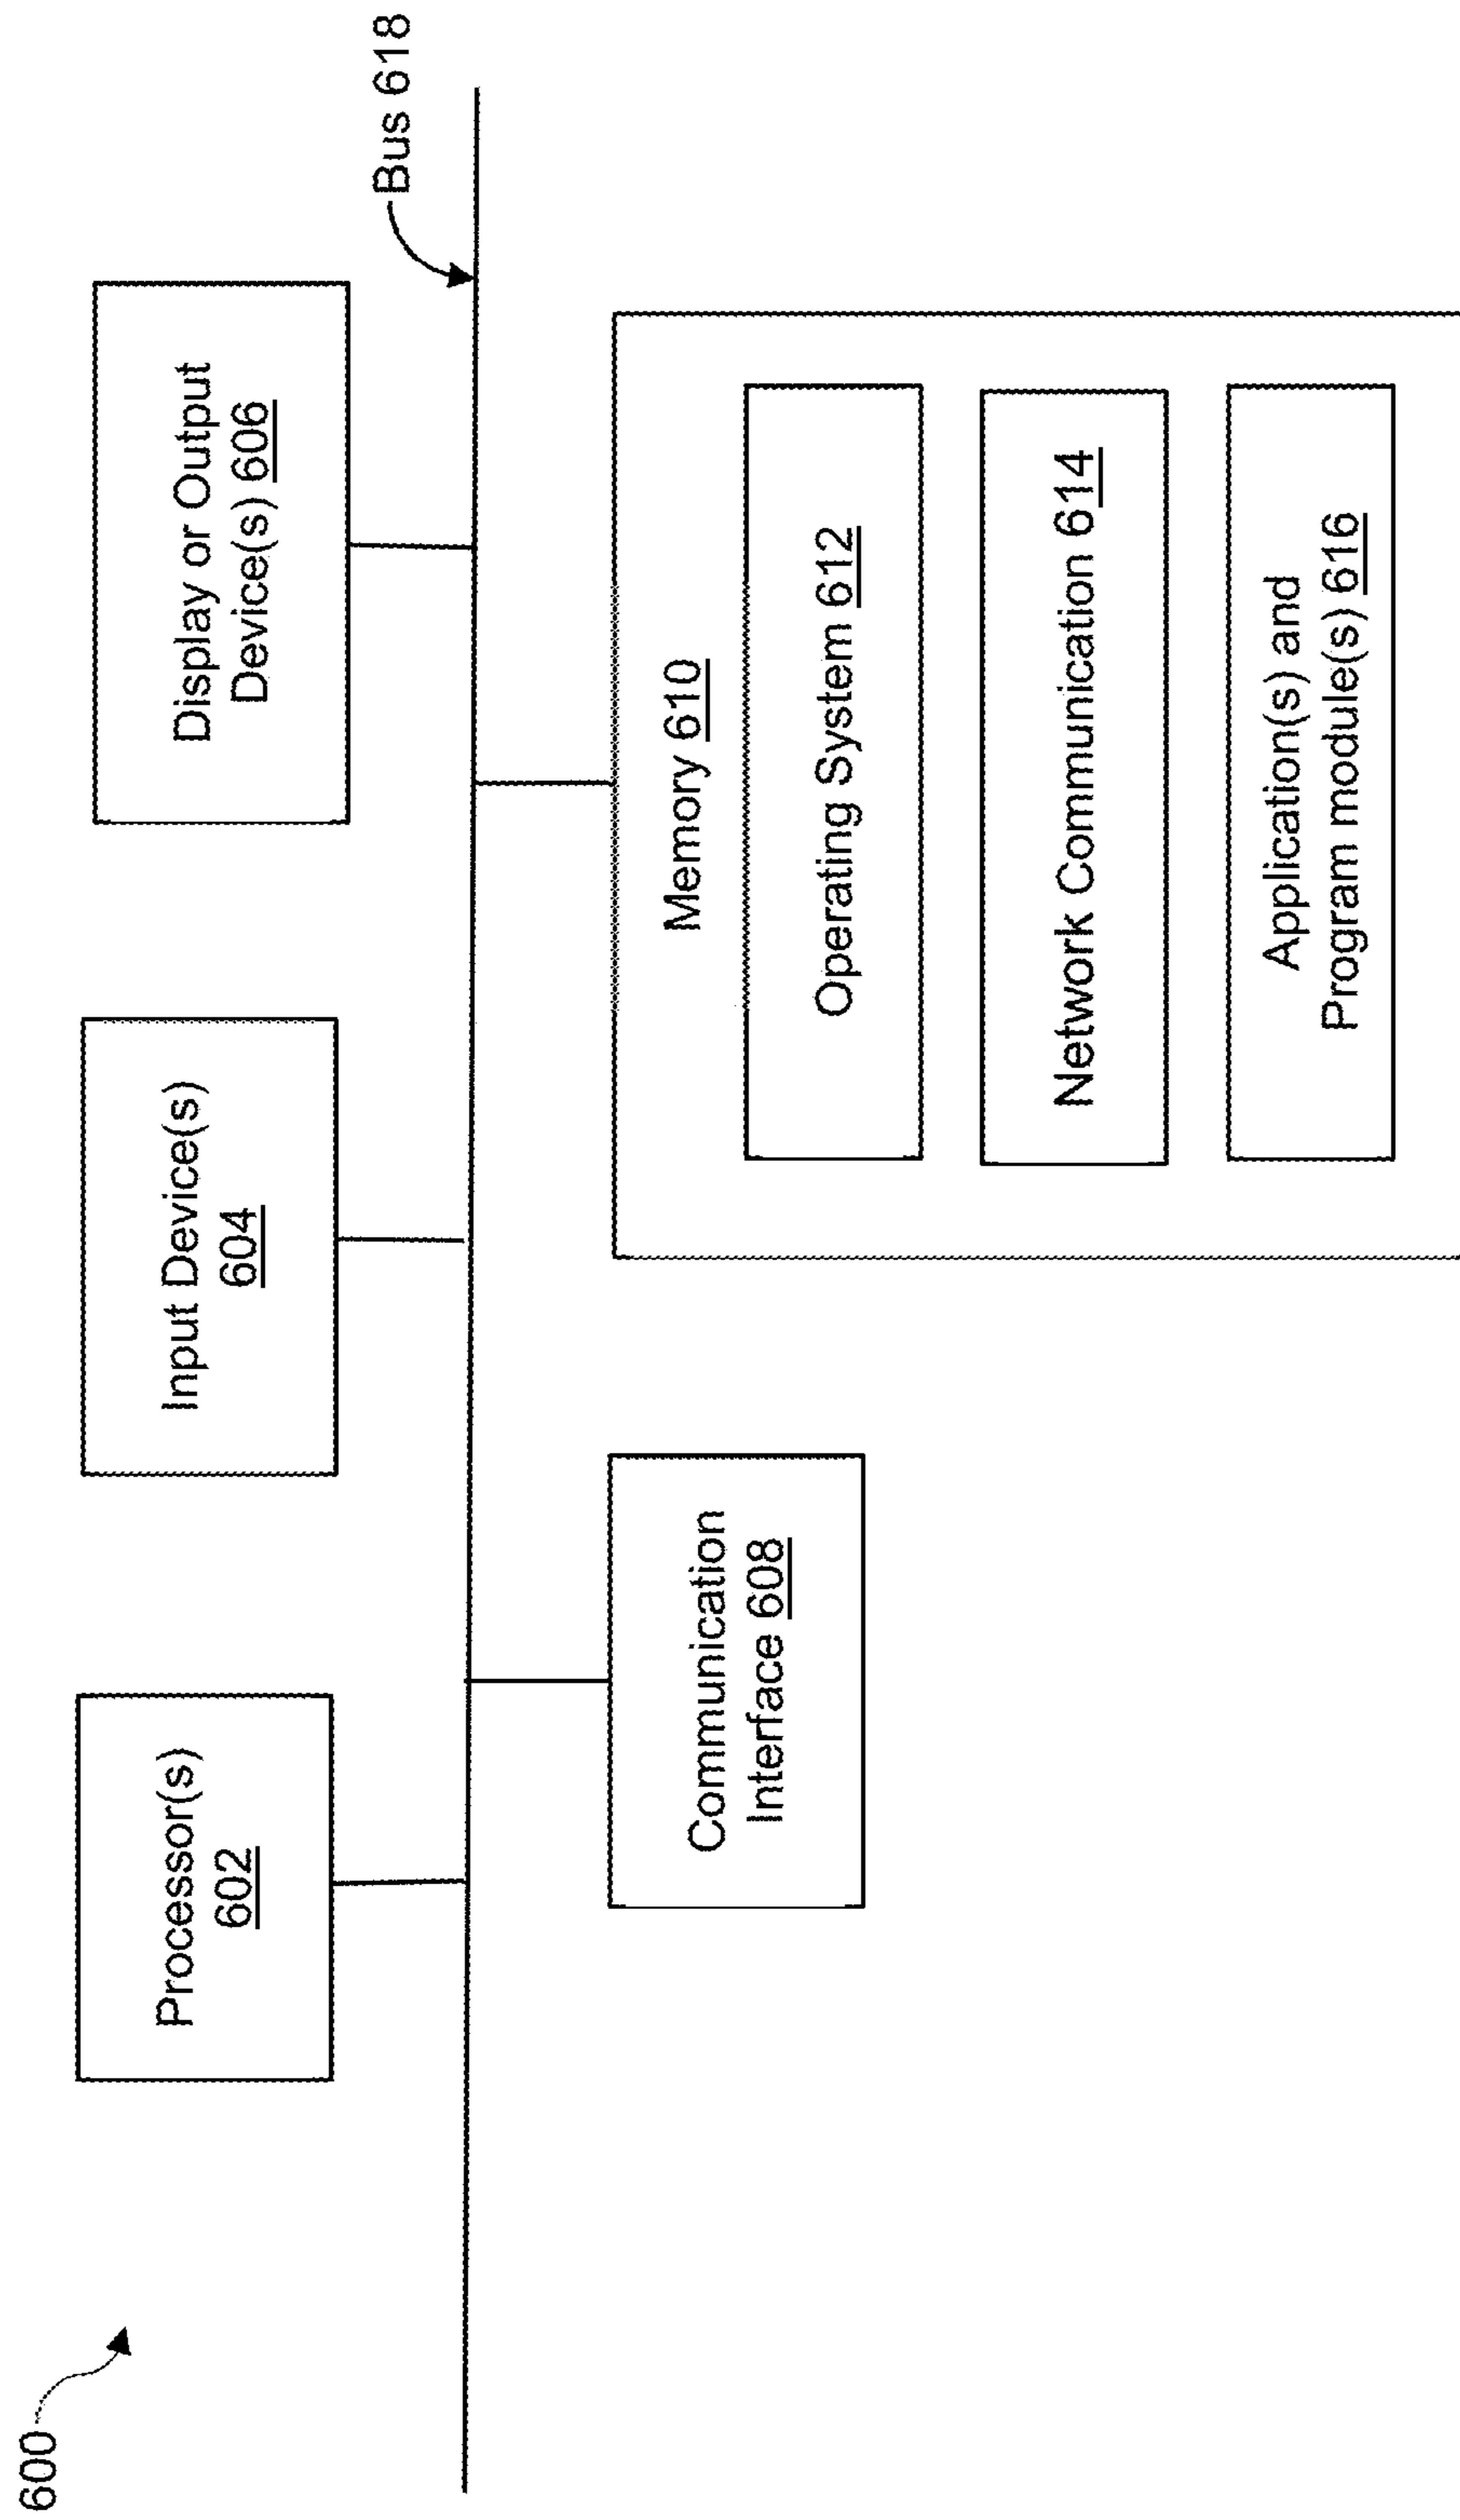 600
Processor(s)
602
Input Device(s)
604
Display or Output
Device(s) 606
Bus 618
Communication
Interface 608
Memory 610
Operating System 612
Network Communication 614
Application(s) and
Program module(s) 616